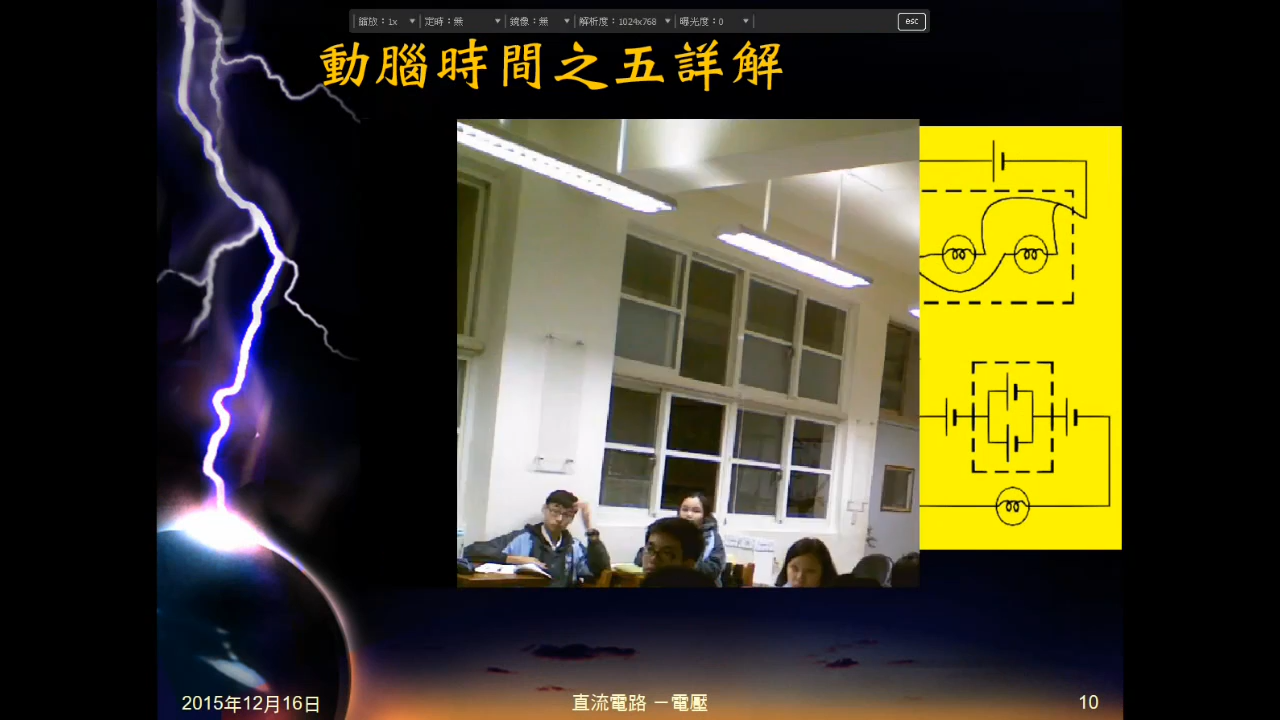 縮放：1x 定時：無 鏡像：無 解析度：1024x768 曝光度：0 esc
動腦時間之五詳解
2015年12月16日 直流電路 －電壓 10